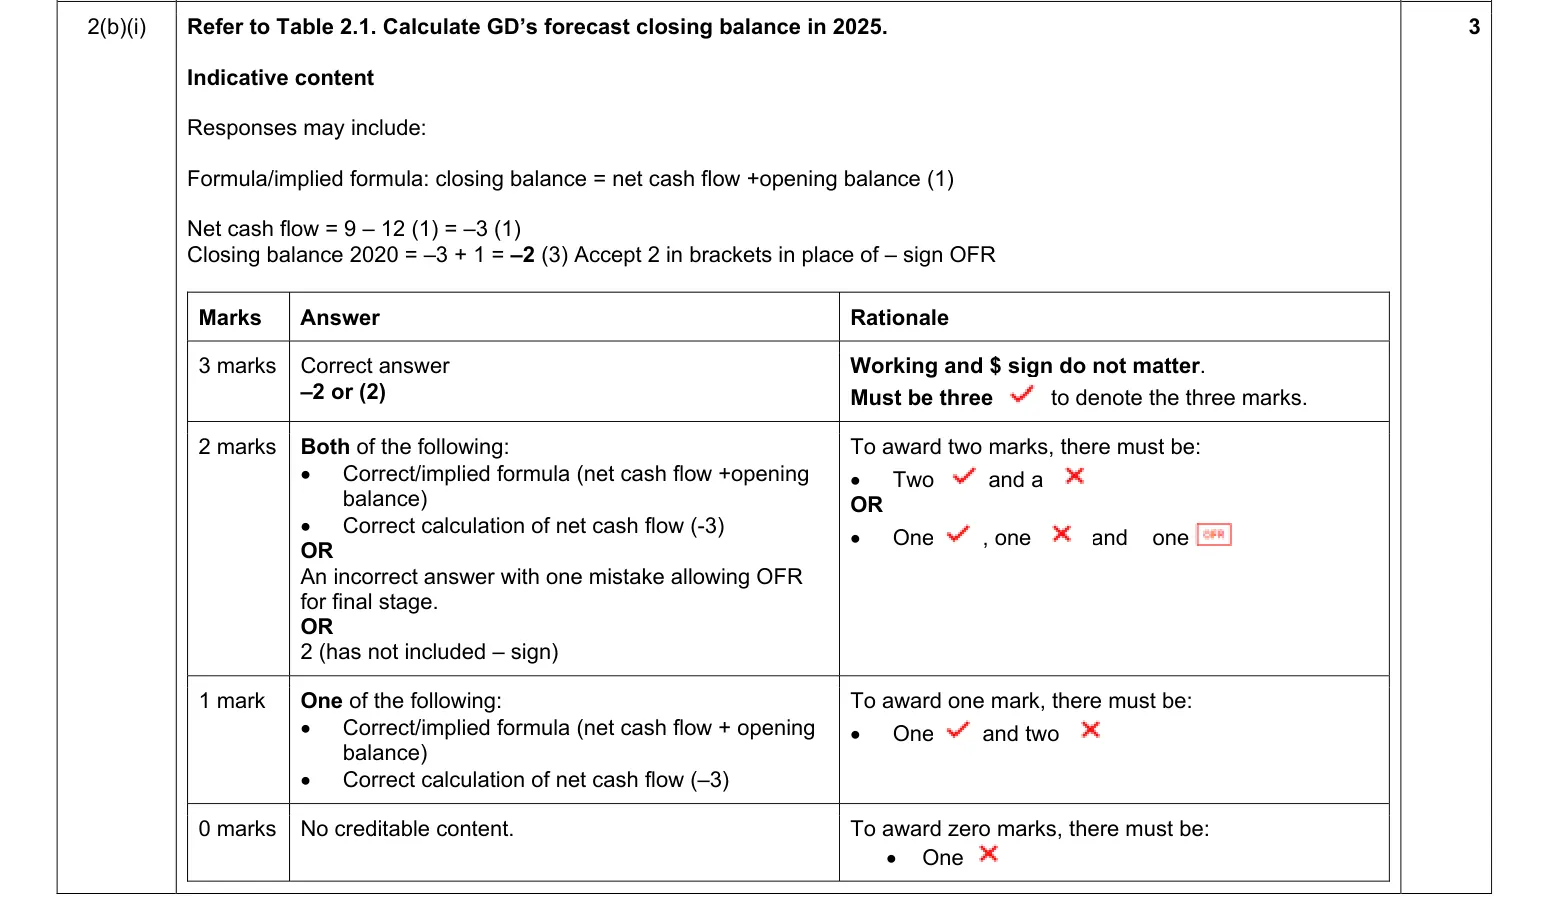 2(b)(i) Refer to Table 2.1. Calculate GD’s forecast closing balance in 2025. 3
Indicative content
Responses may include:
Formula/implied formula: closing balance = net cash flow +opening balance (1)
Net cash flow = 9 – 12 (1) = –3 (1)
Closing balance 2020 = –3 + 1 = –2 (3) Accept 2 in brackets in place of – sign OFR
Marks Answer Rationale
3 marks Correct answer
–2 or (2)
Working and $ sign do not matter.
Must be three ✓ to denote the three marks.
2 marks Both of the following:
• Correct/implied formula (net cash flow +opening
balance)
• Correct calculation of net cash flow (-3)
OR
An incorrect answer with one mistake allowing OFR
for final stage.
OR
2 (has not included – sign)
To award two marks, there must be:
• Two ✓ and a ✗
OR
• One ✓ , one ✗ and one OFR
1 mark One of the following:
• Correct/implied formula (net cash flow + opening
balance)
• Correct calculation of net cash flow (–3)
To award one mark, there must be:
• One ✓ and two ✗
0 marks No creditable content.
To award zero marks, there must be:
• One ✗